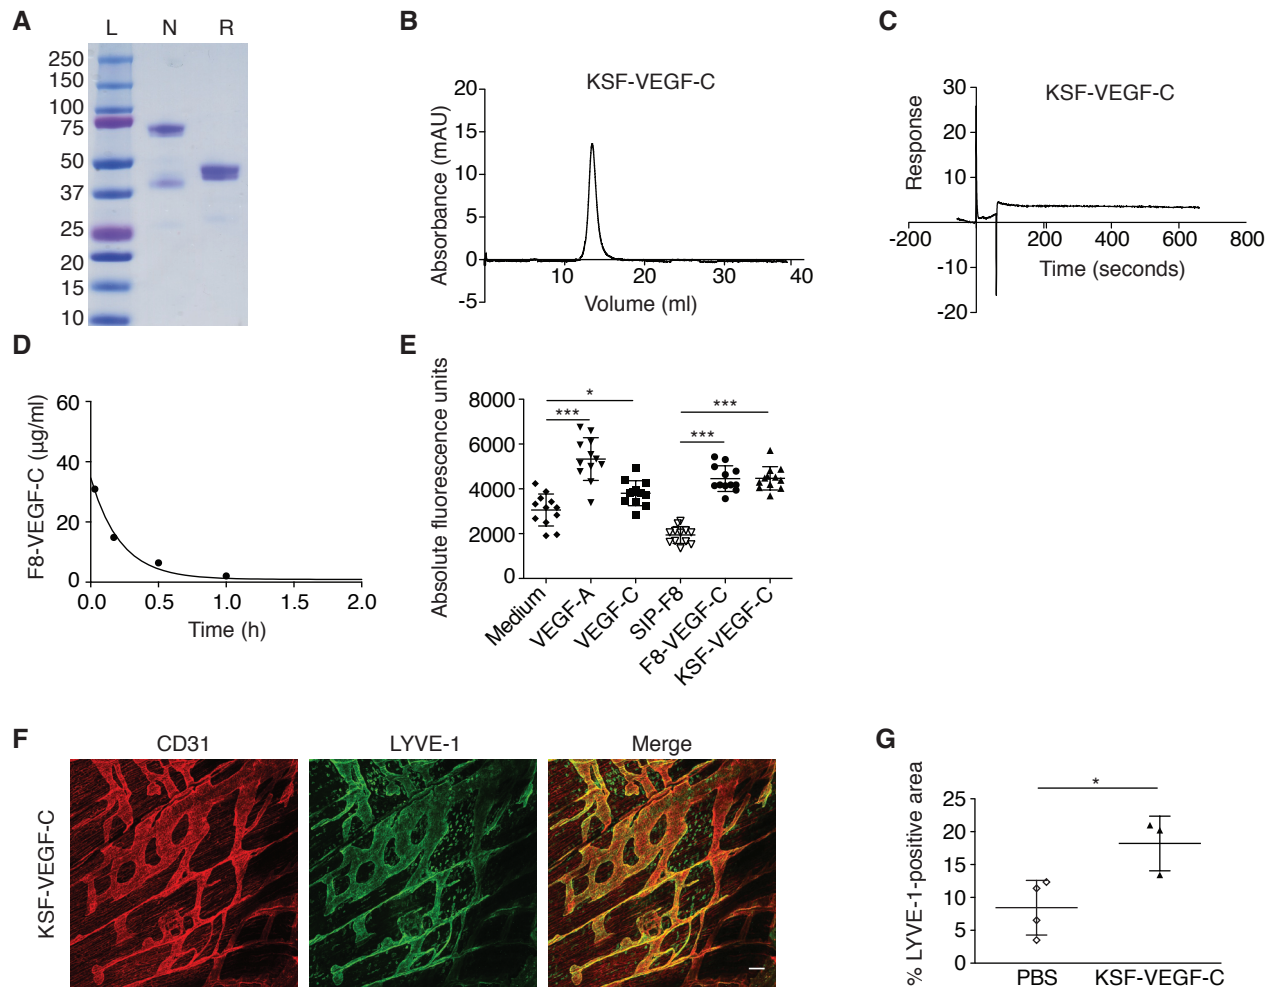 A
L N R
250
150
100
75
50
37
25
20
15
10
B
KSF-VEGF-C
Absorbance (mAU)
20
15
10
5
0
-5
10 20 30 40
Volume (ml)
C
KSF-VEGF-C
Response
30
20
10
-10
-20
-200 200 400 600 800
Time (seconds)
D
F8-VEGF-C (µg/ml)
60
40
20
0
0.0 0.5 1.0 1.5 2.0
Time (h)
E
Absolute fluorescence units
8000
6000
4000
2000
0
*
***
***
***
Medium
VEGF-A
VEGF-C
SIP-F8
F8-VEGF-C
KSF-VEGF-C
F
CD31 LYVE-1 Merge
KSF-VEGF-C
G
% LYVE-1-positive area
25
20
15
10
5
0
*
PBS KSF-VEGF-C